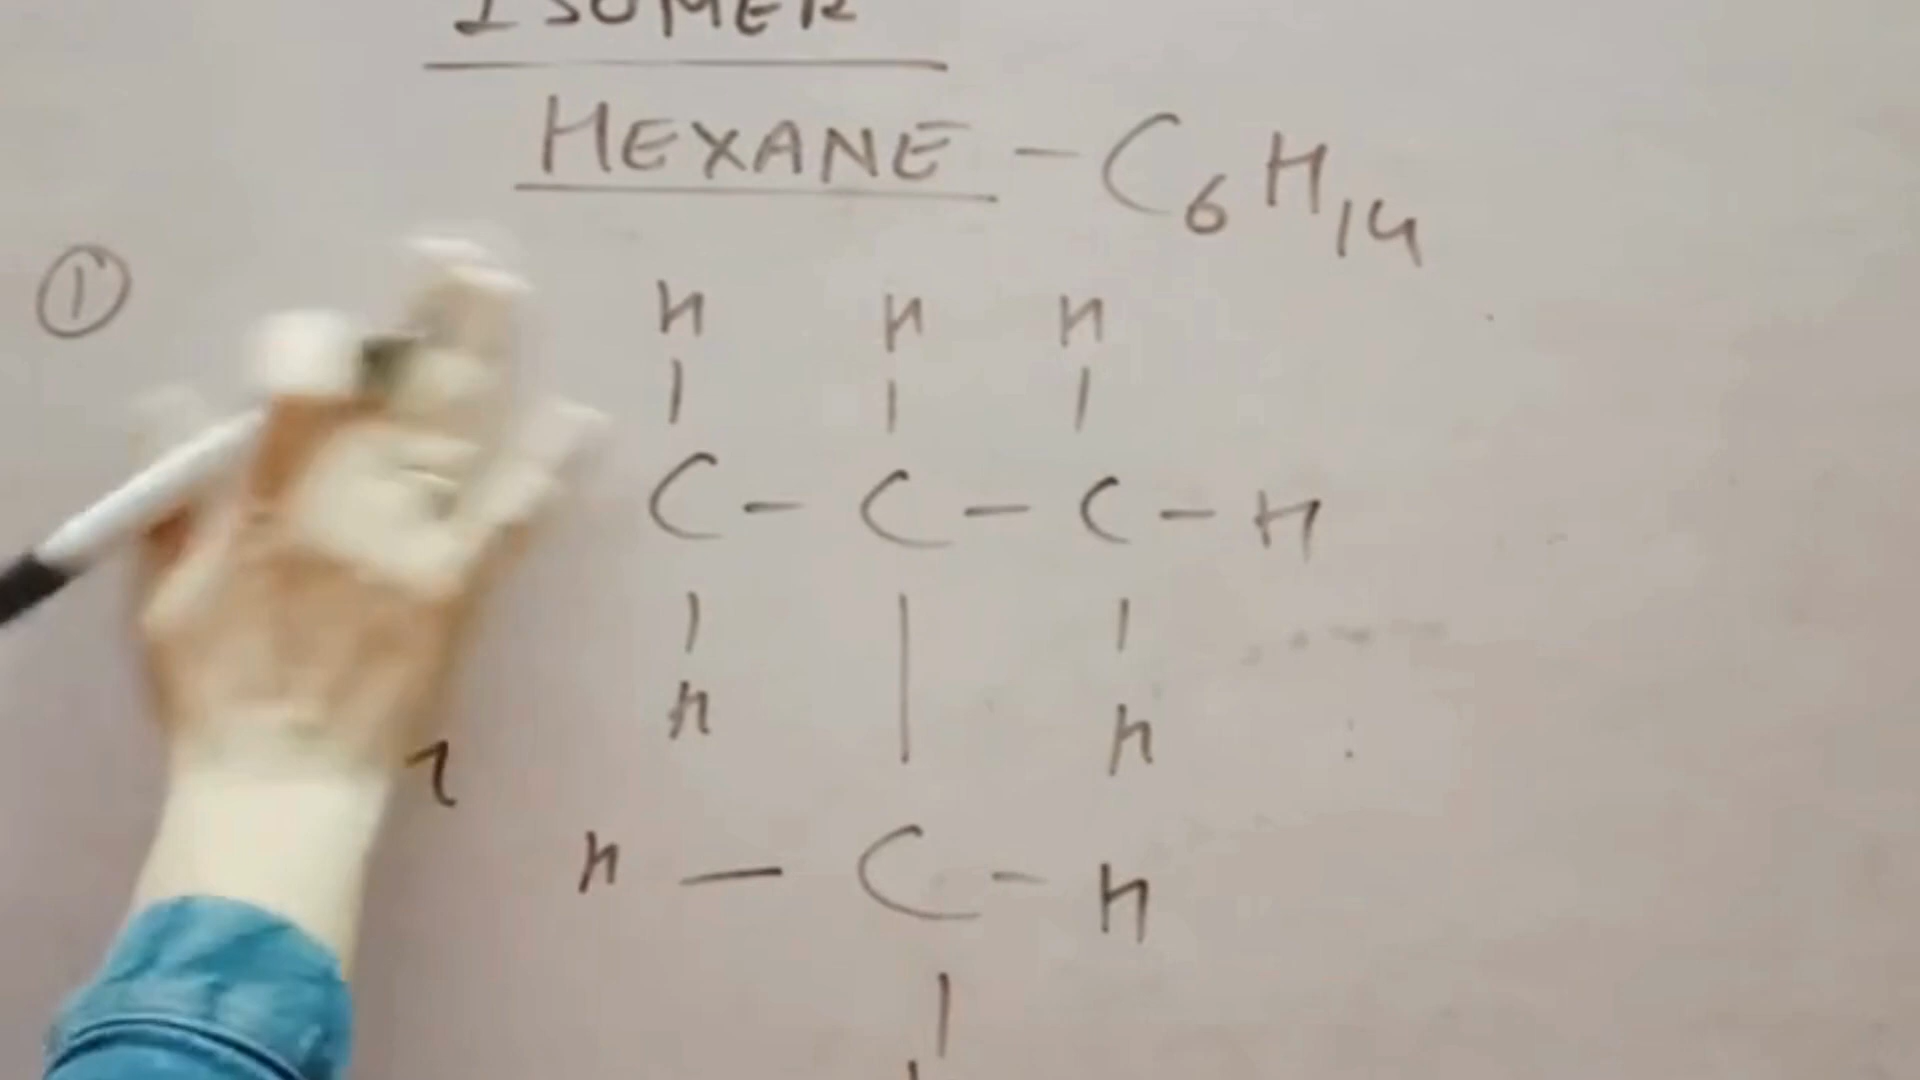 ISOMER
HEXANE - C6H14
①
H H H
C - C - C - H
H H
H - C - H